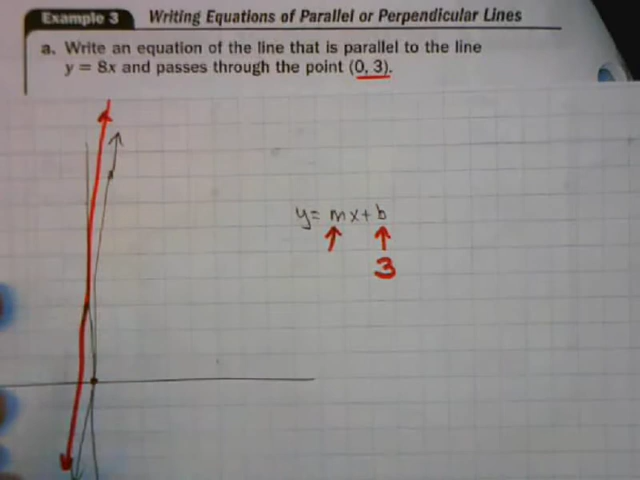 Example 3 Writing Equations of Parallel or Perpendicular Lines
a. Write an equation of the line that is parallel to the line
y = 8x and passes through the point (0, 3).
y = mx + b
3